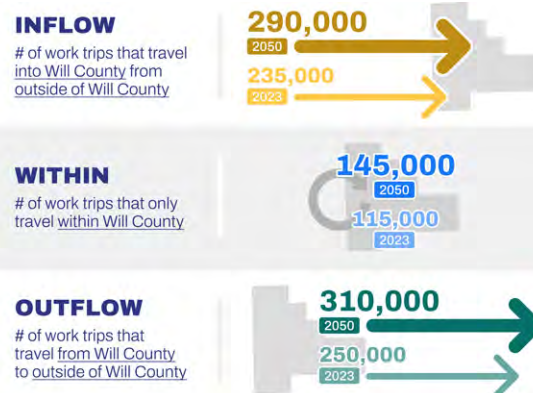 INFLOW
# of work trips that travel
into Will County from
outside of Will County
290,000
2050
235,000
2023
WITHIN
# of work trips that only
travel within Will County
145,000
2050
115,000
2023
OUTFLOW
# of work trips that
travel from Will County
to outside of Will County
310,000
2050
250,000
2023